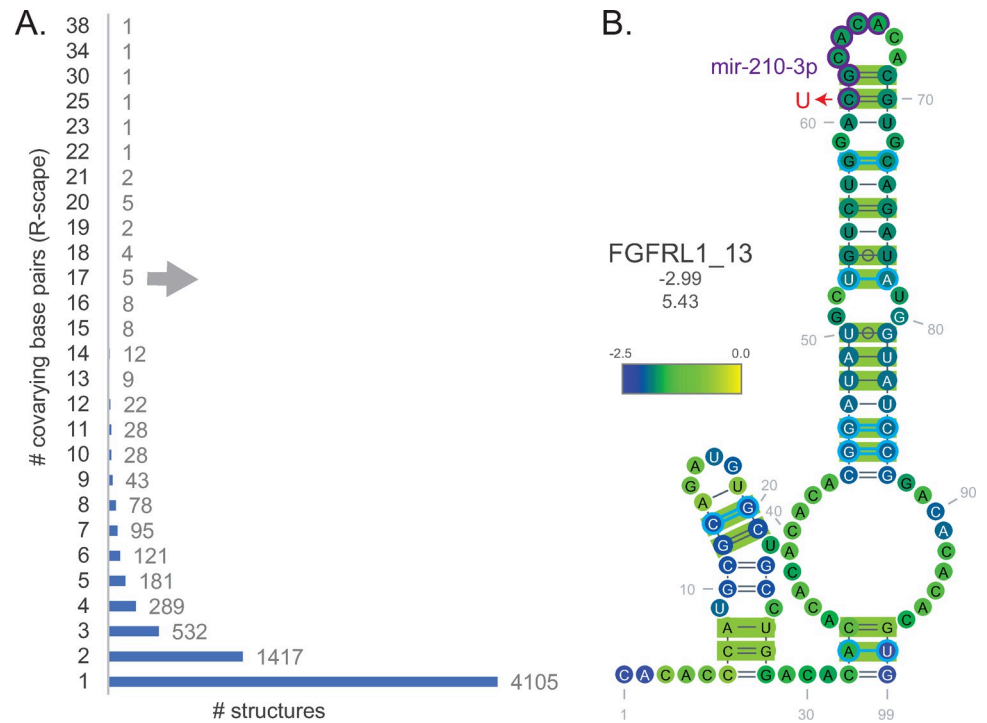 A.
# covarying base pairs (R-scape)
38 1
34 1
30 1
25 1
23 1
22 1
21 2
20 5
19 2
18 4
17 5
16 8
15 8
14 12
13 9
12 22
11 28
10 28
9 43
8 78
7 95
6 121
5 181
4 289
3 532
2 1417
1 4105
# structures
B.
C A
A C
C A
mir-210-3p
G C
U C G 70
60 A U
G G
G C
U A
C G
U A
G U
U A
C U
G G 80
50 U G
A U
U A
A U
G C
G C
C G
FGFRL1_13
-2.99
5.43
-2.5 0.0
U
A G
G U
A G 20
C C
G U 40
C G
10 G C
U C
A U
C G
A G
C A
A C 90
C A
A C
C A
A C
C A
A C G C
A U
C A C A C C G A C A C G
1 30 99